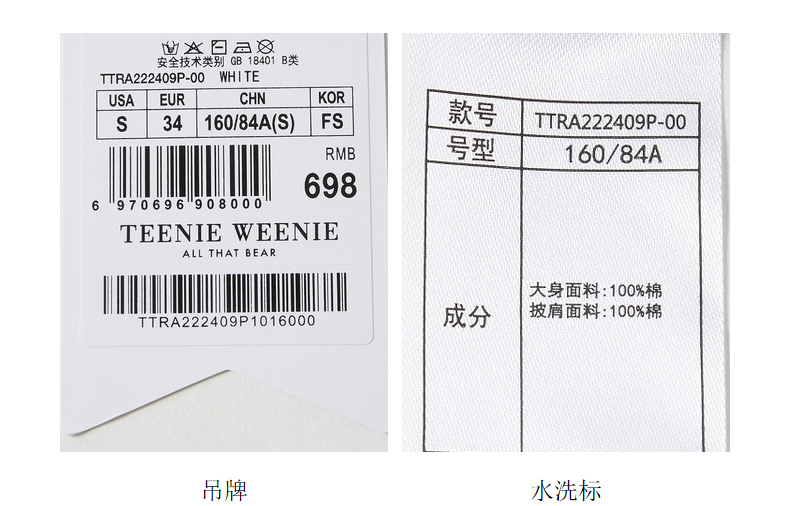 安全技术类别 GB 18401 B类
TTRA222409P-00 WHITE
USA EUR CHN KOR
S 34 160/84A(S) FS
RMB
698
6 970696 908000
TEENIE WEENIE
ALL THAT BEAR
TTRA222409P1016000
吊牌
款号 TTRA222409P-00
号型 160/84A
成分
大身面料:100%棉
披肩面料:100%棉
水洗标